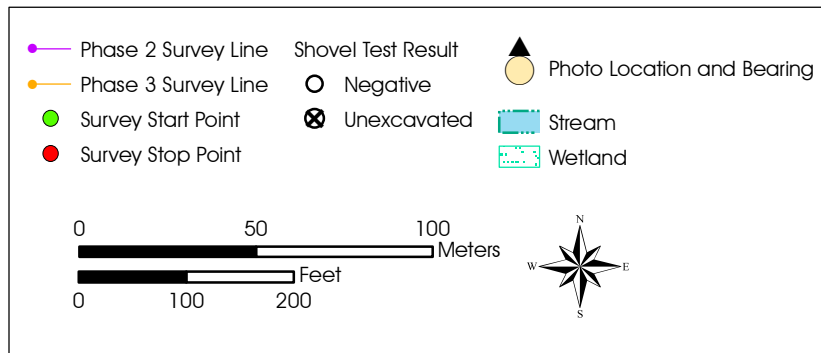 Phase 2 Survey Line
Phase 3 Survey Line
Survey Start Point
Survey Stop Point
Shovel Test Result
Negative
Unexcavated
Photo Location and Bearing
Stream
Wetland
0 50 100
Meters
Feet
0 100 200
N
W E
S